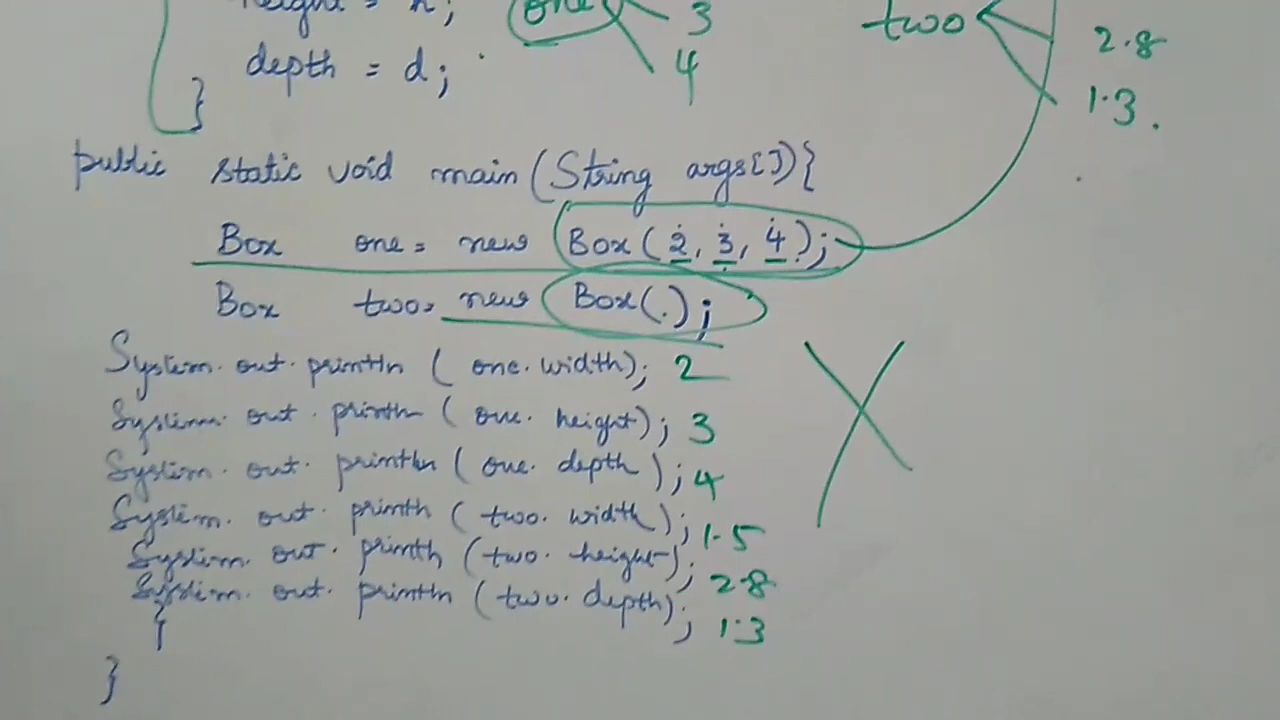 height = h; one 3 two 2.8
depth = d; 4 1.3.
}
public static void main (String args[]){
Box one = new Box( 2, 3, 4 );
Box two = new Box(.);
System.out.println ( one.width); 2
System.out.println ( one. height); 3
System.out.println ( one. depth ); 4
System.out.println ( two. width ); 1.5
System.out.println (two. height); 2.8
System.out.println (two. depth); 1.3
}
}